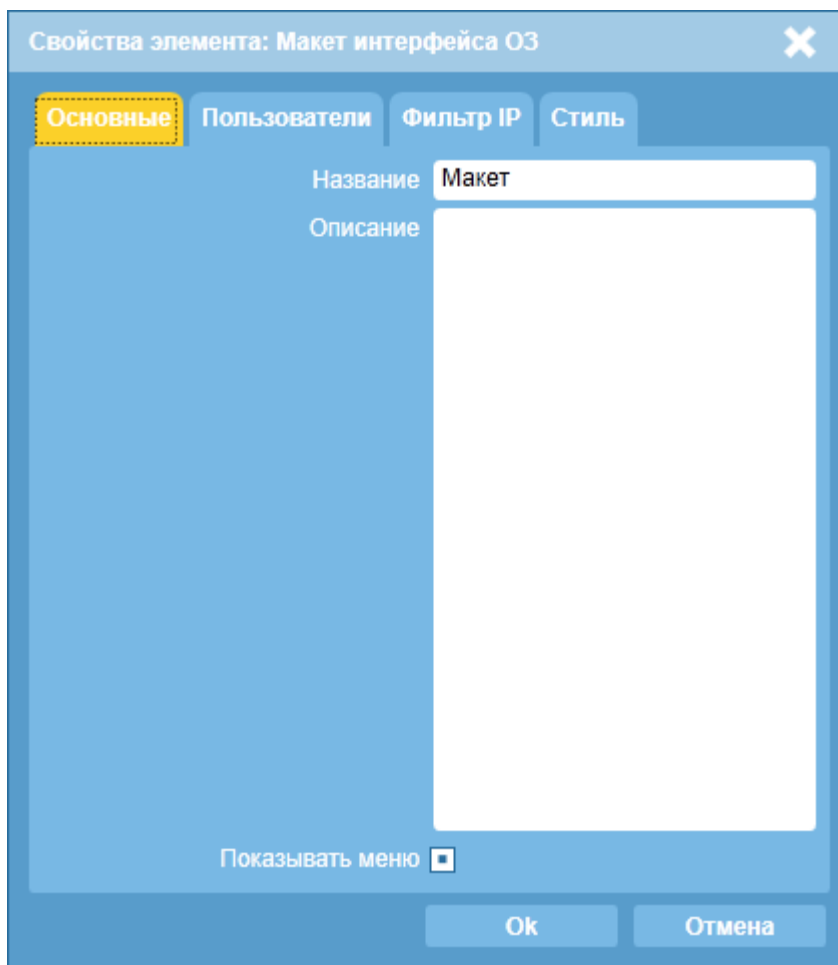 Свойства элемента: Макет интерфейса ОЗ
Основные Пользователи Фильтр IP Стиль
Название Макет
Описание
Показывать меню
Ok Отмена